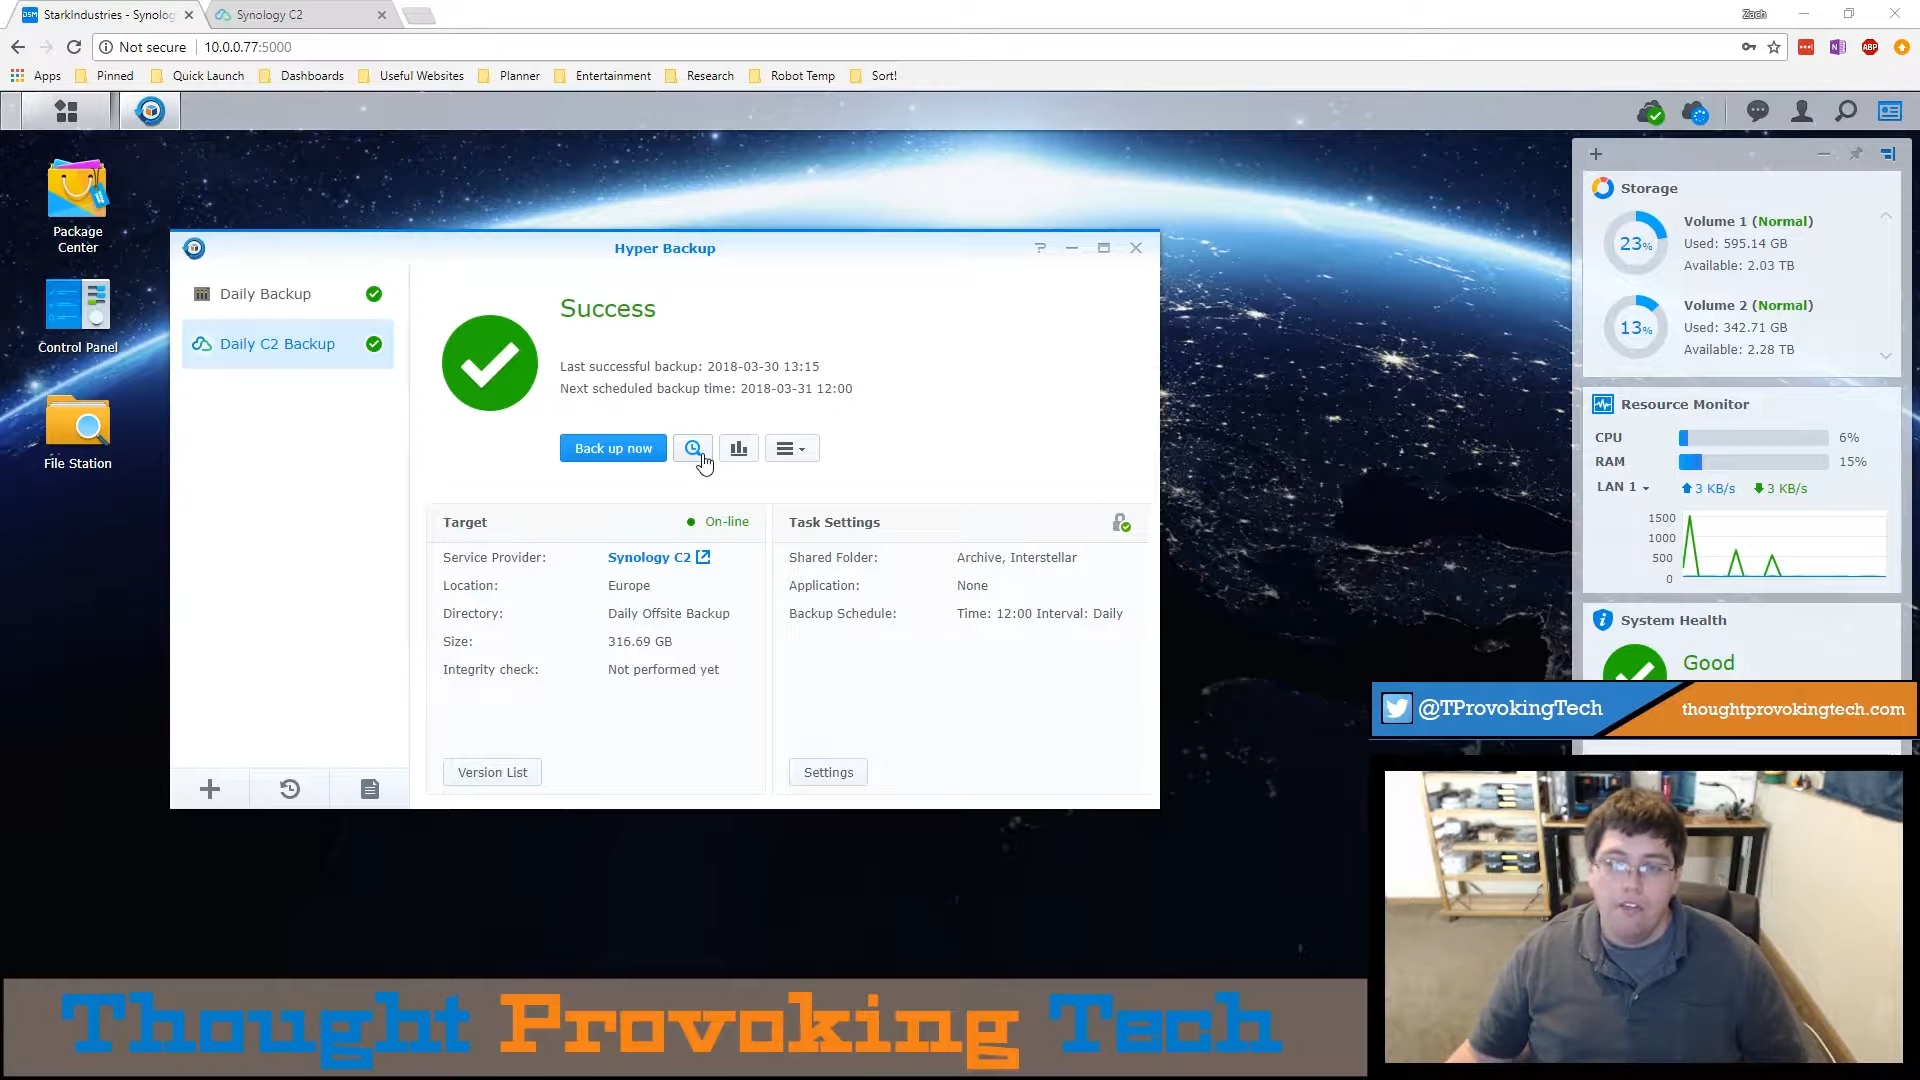 StarkIndustries - Synolog
Synology C2
Zach
Not secure
10.0.0.77:5000
ABP
Apps
Pinned
Quick Launch
Dashboards
Useful Websites
Planner
Entertainment
Research
Robot Temp
Sort!
Package
Center
Control Panel
File Station
Hyper Backup
Daily Backup
Daily C2 Backup
Success
Last successful backup: 2018-03-30 13:15
Next scheduled backup time: 2018-03-31 12:00
Back up now
Target
On-line
Service Provider: Synology C2
Location: Europe
Directory: Daily Offsite Backup
Size: 316.69 GB
Integrity check: Not performed yet
Version List
Task Settings
Shared Folder: Archive, Interstellar
Application: None
Backup Schedule: Time: 12:00 Interval: Daily
Settings
Storage
23%
Volume 1 (Normal)
Used: 595.14 GB
Available: 2.03 TB
13%
Volume 2 (Normal)
Used: 342.71 GB
Available: 2.28 TB
Resource Monitor
CPU 6%
RAM 15%
LAN 1 3 KB/s 3 KB/s
1500
1000
500
0
System Health
Good
@TProvokingTech
thoughtprovokingtech.com
Thought Provoking Tech